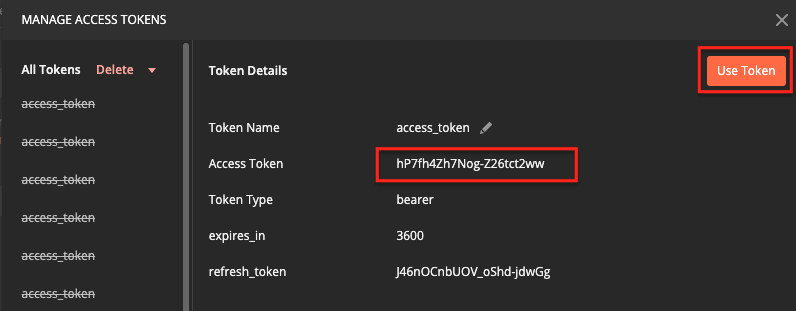 MANAGE ACCESS TOKENS
All Tokens Delete
access_token
access_token
access_token
access_token
access_token
access_token
Token Details
Use Token
Token Name access_token
Access Token hP7fh4Zh7Nog-Z26tct2ww
Token Type bearer
expires_in 3600
refresh_token J46nOCnbUOV_oShd-jdwGg